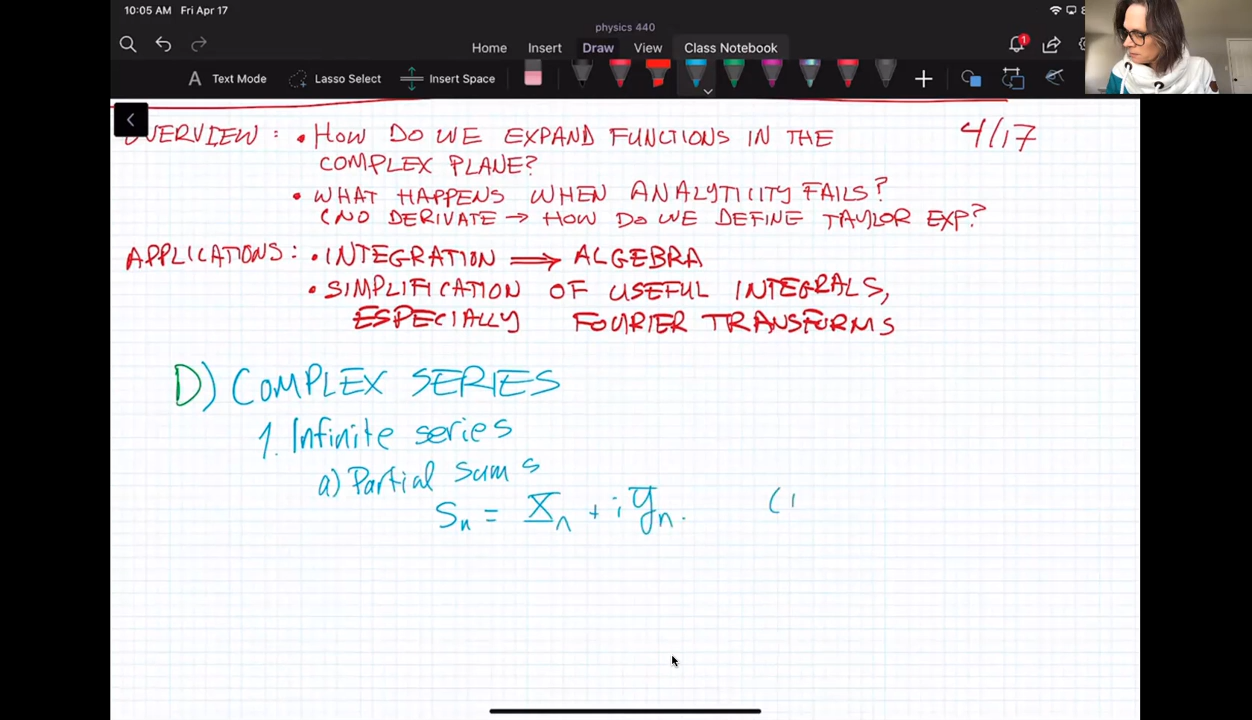 10:05 AM Fri Apr 17
physics 440
Home Insert Draw View Class Notebook
1
Text Mode Lasso Select Insert Space
OVERVIEW : • HOW DO WE EXPAND FUNCTIONS IN THE 4/17
COMPLEX PLANE?
• WHAT HAPPENS WHEN ANALYTICITY FAILS?
(NO DERIVATE → HOW DO WE DEFINE TAYLOR EXP?
APPLICATIONS: • INTEGRATION ⟹ ALGEBRA
• SIMPLIFICATION OF USEFUL INTEGRALS,
ESPECIALLY FOURIER TRANSFORMS
D) COMPLEX SERIES
1. Infinite series
a) Partial sums
Sn = Xn + i yn.